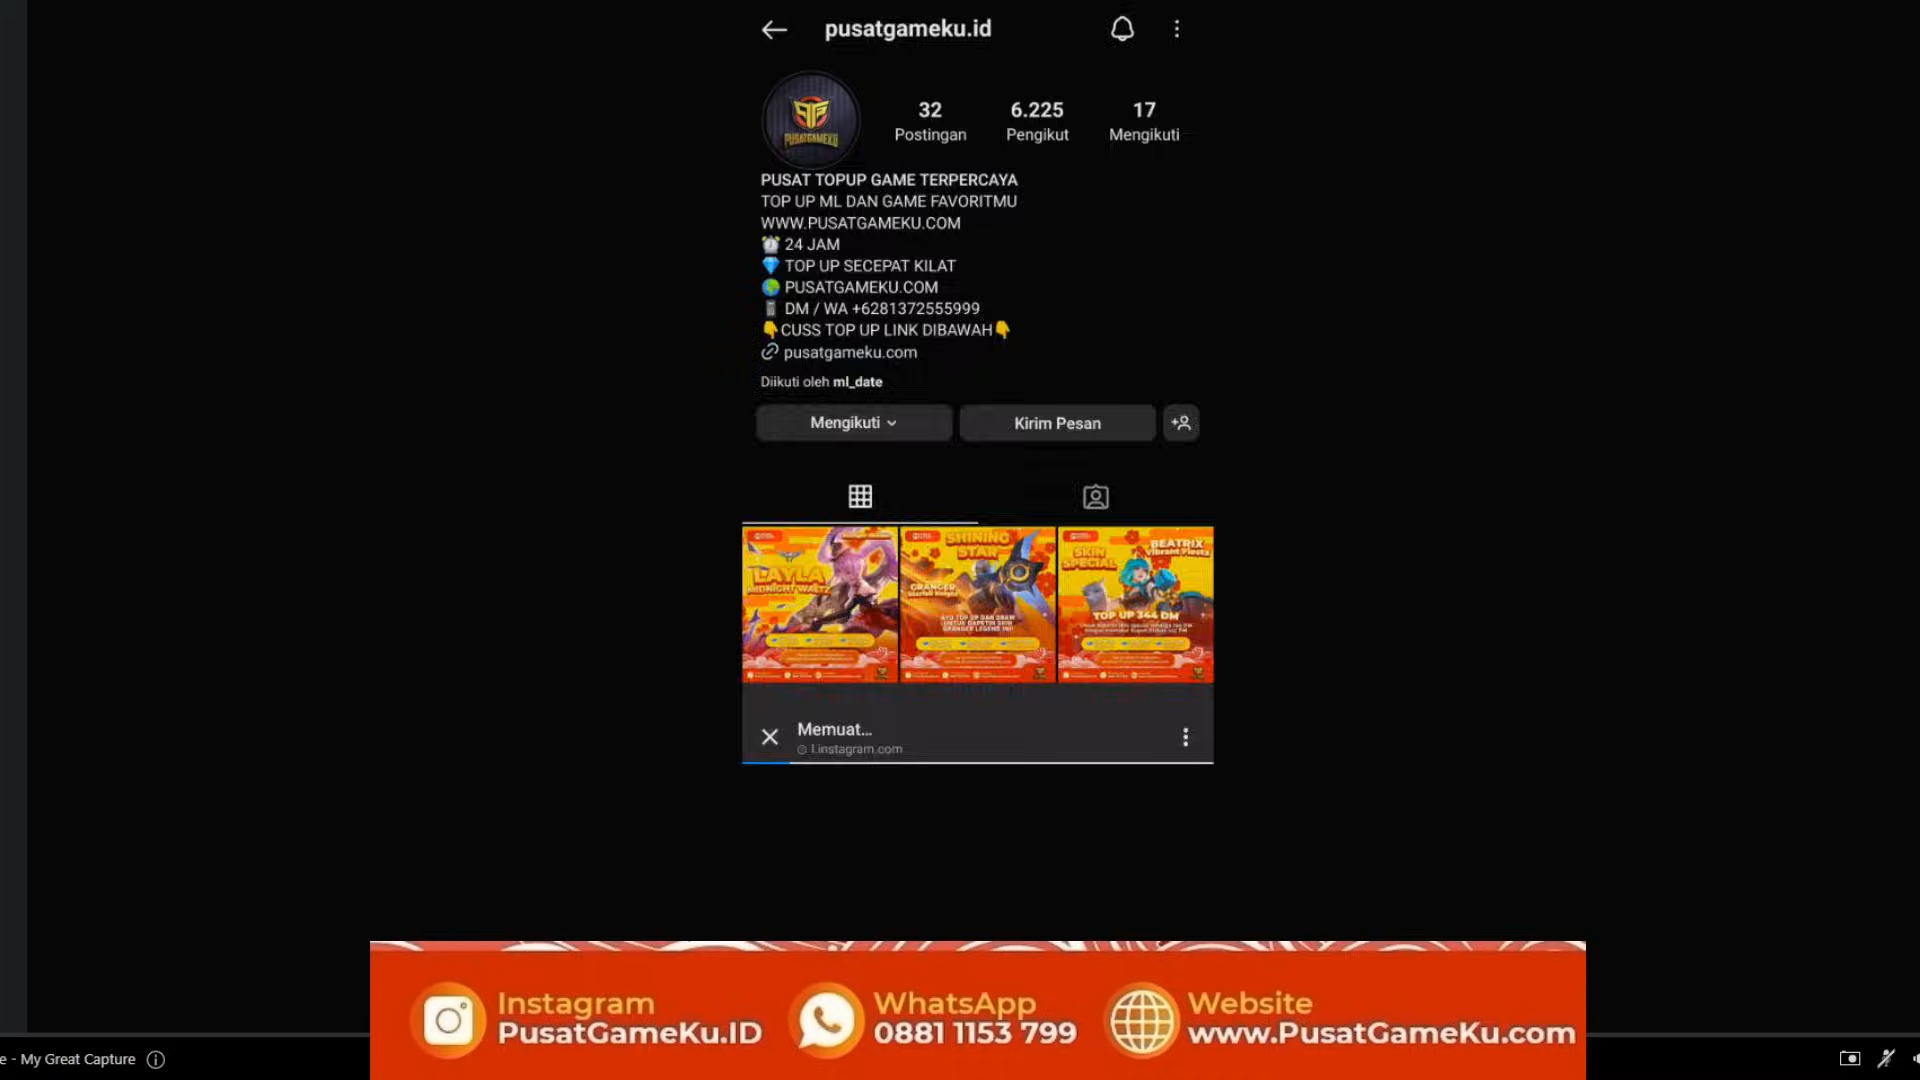 pusatgameku.id
PUSATGAMEKU
32
Postingan
6.225
Pengikut
17
Mengikuti
PUSAT TOPUP GAME TERPERCAYA
TOP UP ML DAN GAME FAVORITMU
WWW.PUSATGAMEKU.COM
24 JAM
TOP UP SECEPAT KILAT
PUSATGAMEKU.COM
DM / WA +6281372555999
CUSS TOP UP LINK DIBAWAH
pusatgameku.com
Diikuti oleh ml_date
Mengikuti
Kirim Pesan
LAYLA
MIDNIGHT WALTZ
SHINING
STAR
GRANGER
Starfall Knight
AYO TOP UP DAN DRAW
UNTUK DAPETIN SKIN
GRANGER LEGEND INI!
SKIN
SPECIAL
BEATRIX
Vibrant Fiesta
TOP UP 344 DM
Memuat...
l.instagram.com
Instagram
PusatGameKu.ID
WhatsApp
0881 1153 799
Website
www.PusatGameKu.com
e - My Great Capture